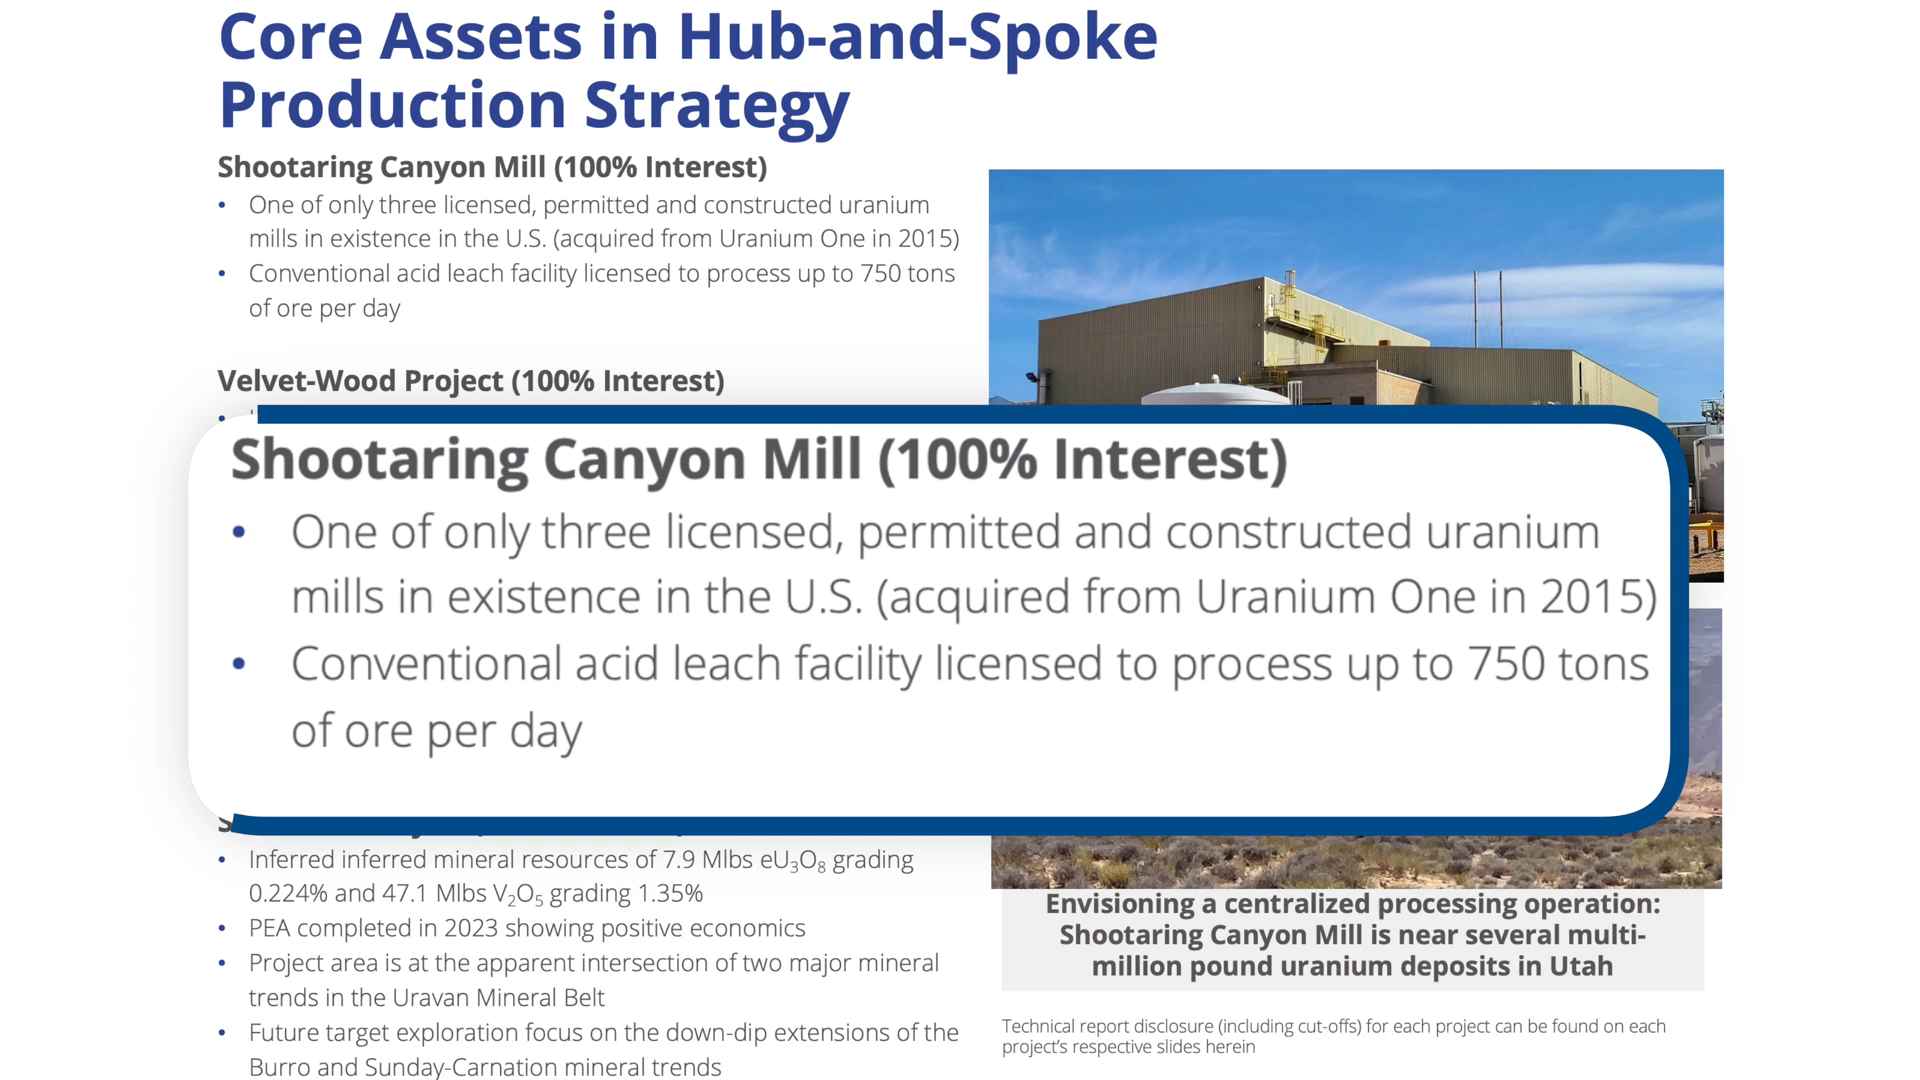 Core Assets in Hub-and-Spoke
Production Strategy
Shootaring Canyon Mill (100% Interest)
• One of only three licensed, permitted and constructed uranium
mills in existence in the U.S. (acquired from Uranium One in 2015)
• Conventional acid leach facility licensed to process up to 750 tons
of ore per day
Velvet-Wood Project (100% Interest)
Shootaring Canyon Mill (100% Interest)
• One of only three licensed, permitted and constructed uranium
mills in existence in the U.S. (acquired from Uranium One in 2015)
• Conventional acid leach facility licensed to process up to 750 tons
of ore per day
• Inferred inferred mineral resources of 7.9 Mlbs eU₃O₈ grading
0.224% and 47.1 Mlbs V₂O₅ grading 1.35%
• PEA completed in 2023 showing positive economics
• Project area is at the apparent intersection of two major mineral
trends in the Uravan Mineral Belt
• Future target exploration focus on the down-dip extensions of the
Burro and Sunday-Carnation mineral trends
Envisioning a centralized processing operation:
Shootaring Canyon Mill is near several multi-
million pound uranium deposits in Utah
Technical report disclosure (including cut-offs) for each project can be found on each
project’s respective slides herein